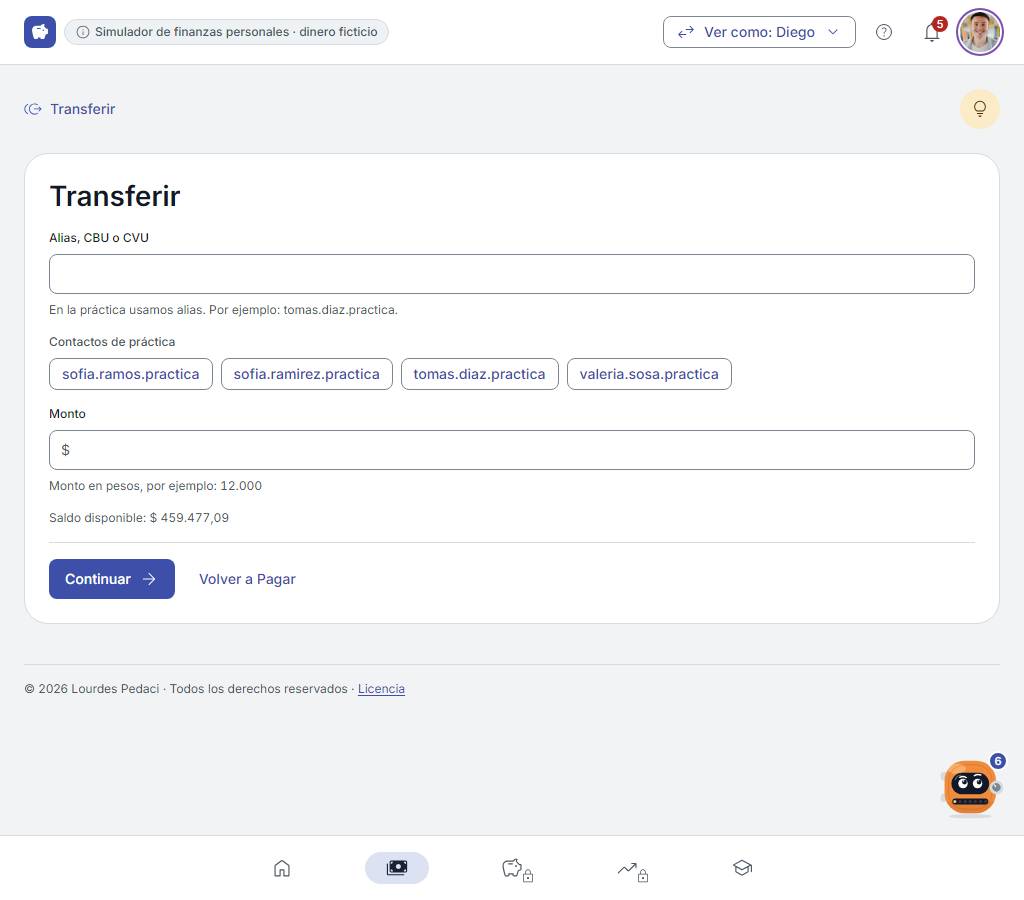 Simulador de finanzas personales · dinero ficticio
Ver como: Diego
5
Transferir
Transferir
Alias, CBU o CVU
En la práctica usamos alias. Por ejemplo: tomas.diaz.practica.
Contactos de práctica
sofia.ramos.practica
sofia.ramirez.practica
tomas.diaz.practica
valeria.sosa.practica
Monto
$
Monto en pesos, por ejemplo: 12.000
Saldo disponible: $ 459.477,09
Continuar
Volver a Pagar
© 2026 Lourdes Pedaci · Todos los derechos reservados · Licencia
6